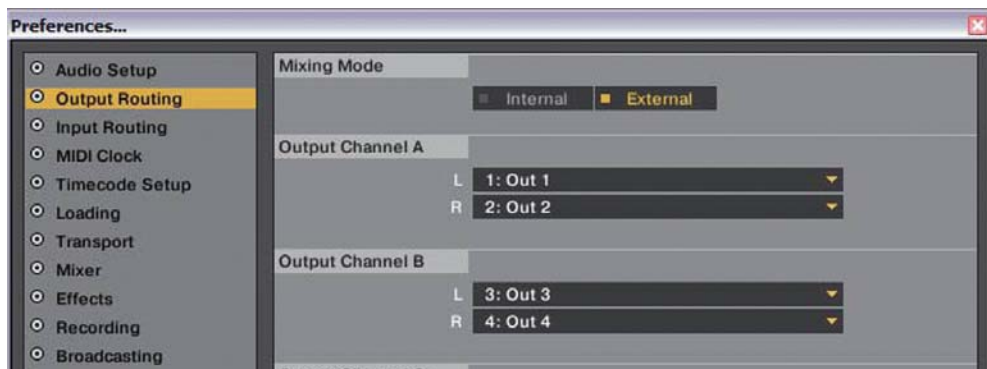 Preferences...
Audio Setup
Output Routing
Input Routing
MIDI Clock
Timecode Setup
Loading
Transport
Mixer
Effects
Recording
Broadcasting
Mixing Mode
Internal
External
Output Channel A
L 1: Out 1
R 2: Out 2
Output Channel B
L 3: Out 3
R 4: Out 4